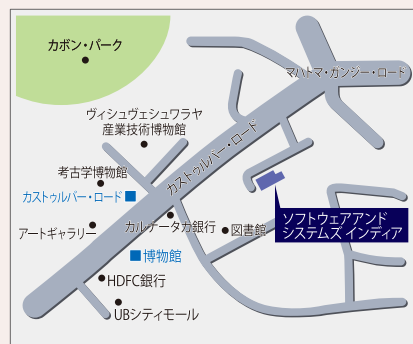 カボン・パーク
マハトマ・ガンジー・ロード
ヴィシュヴェシュワラヤ
産業技術博物館
カストゥルバー・ロード
考古学博物館
カストゥルバー・ロード
カルナータカ銀行
アートギャラリー
図書館
ソフトウェアアンド
システムズ インディア
博物館
HDFC銀行
UBシティモール